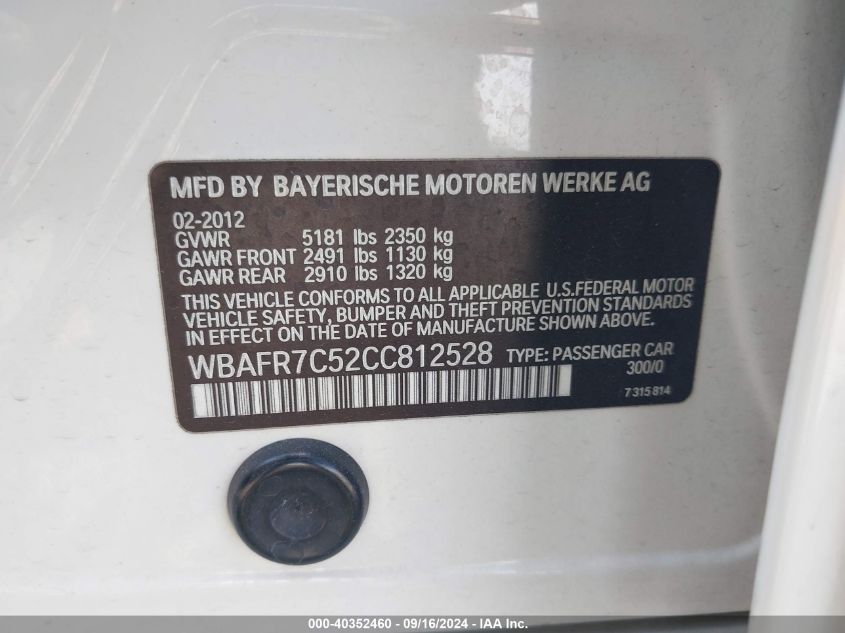 MFD BY BAYERISCHE MOTOREN WERKE AG
02-2012
GVWR 5181 lbs 2350 kg
GAWR FRONT 2491 lbs 1130 kg
GAWR REAR 2910 lbs 1320 kg
THIS VEHICLE CONFORMS TO ALL APPLICABLE U.S.FEDERAL MOTOR
VEHICLE SAFETY, BUMPER AND THEFT PREVENTION STANDARDS
IN EFFECT ON THE DATE OF MANUFACTURE SHOWN ABOVE.
WBAFR7C52CC812528 TYPE: PASSENGER CAR
300/0
7315814
000-40352460 - 09/16/2024 - IAA Inc.